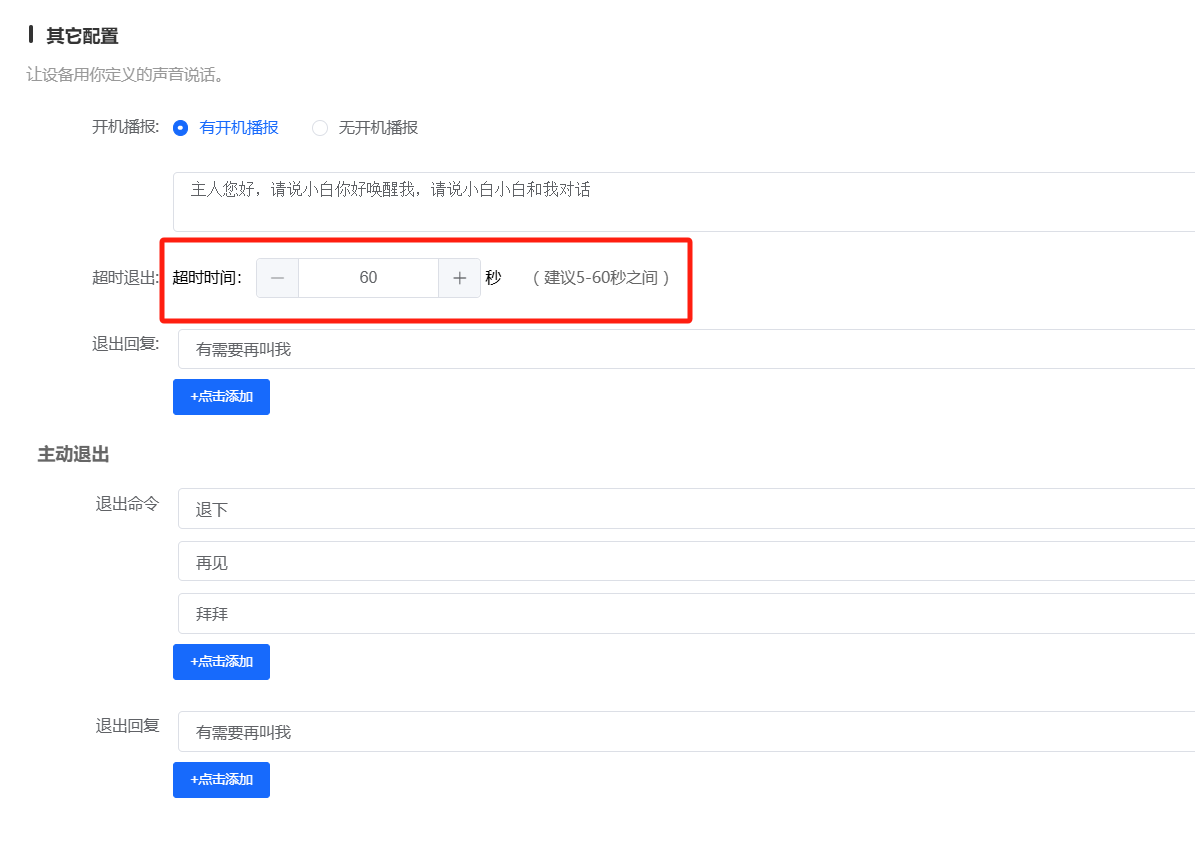 其它配置
让设备用你定义的声音说话。
开机播报: 有开机播报 无开机播报
主人您好，请说小白你好唤醒我，请说小白小白和我对话
超时退出: 超时时间： — 60 + 秒 （ 建议5-60秒之间 ）
退出回复: 有需要再叫我
+点击添加
主动退出
退出命令 退下
再见
拜拜
+点击添加
退出回复 有需要再叫我
+点击添加